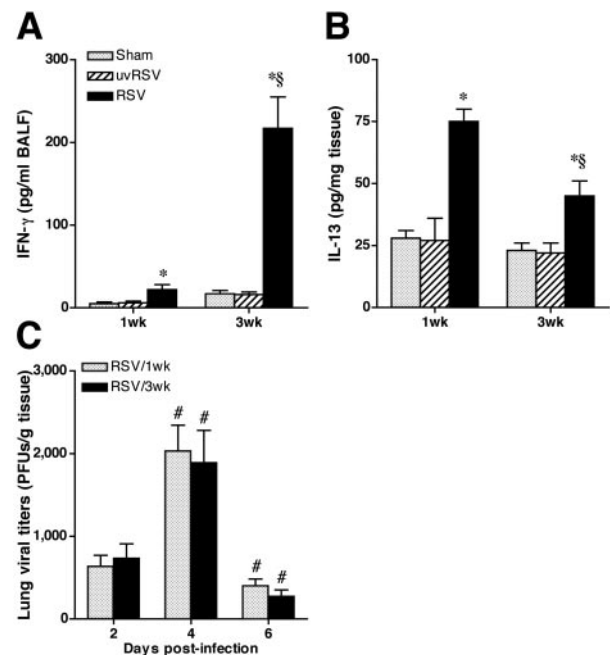 A
Sham
uvRSV
RSV
IFN-γ (pg/ml BALF)
300
200
100
0
*
*§
1wk
3wk
B
IL-13 (pg/mg tissue)
100
75
50
25
0
*
*§
1wk
3wk
C
RSV/1wk
RSV/3wk
Lung viral titers (PFUs/g tissue)
3,000
2,000
1,000
0
# #
# #
2
4
6
Days post-infection